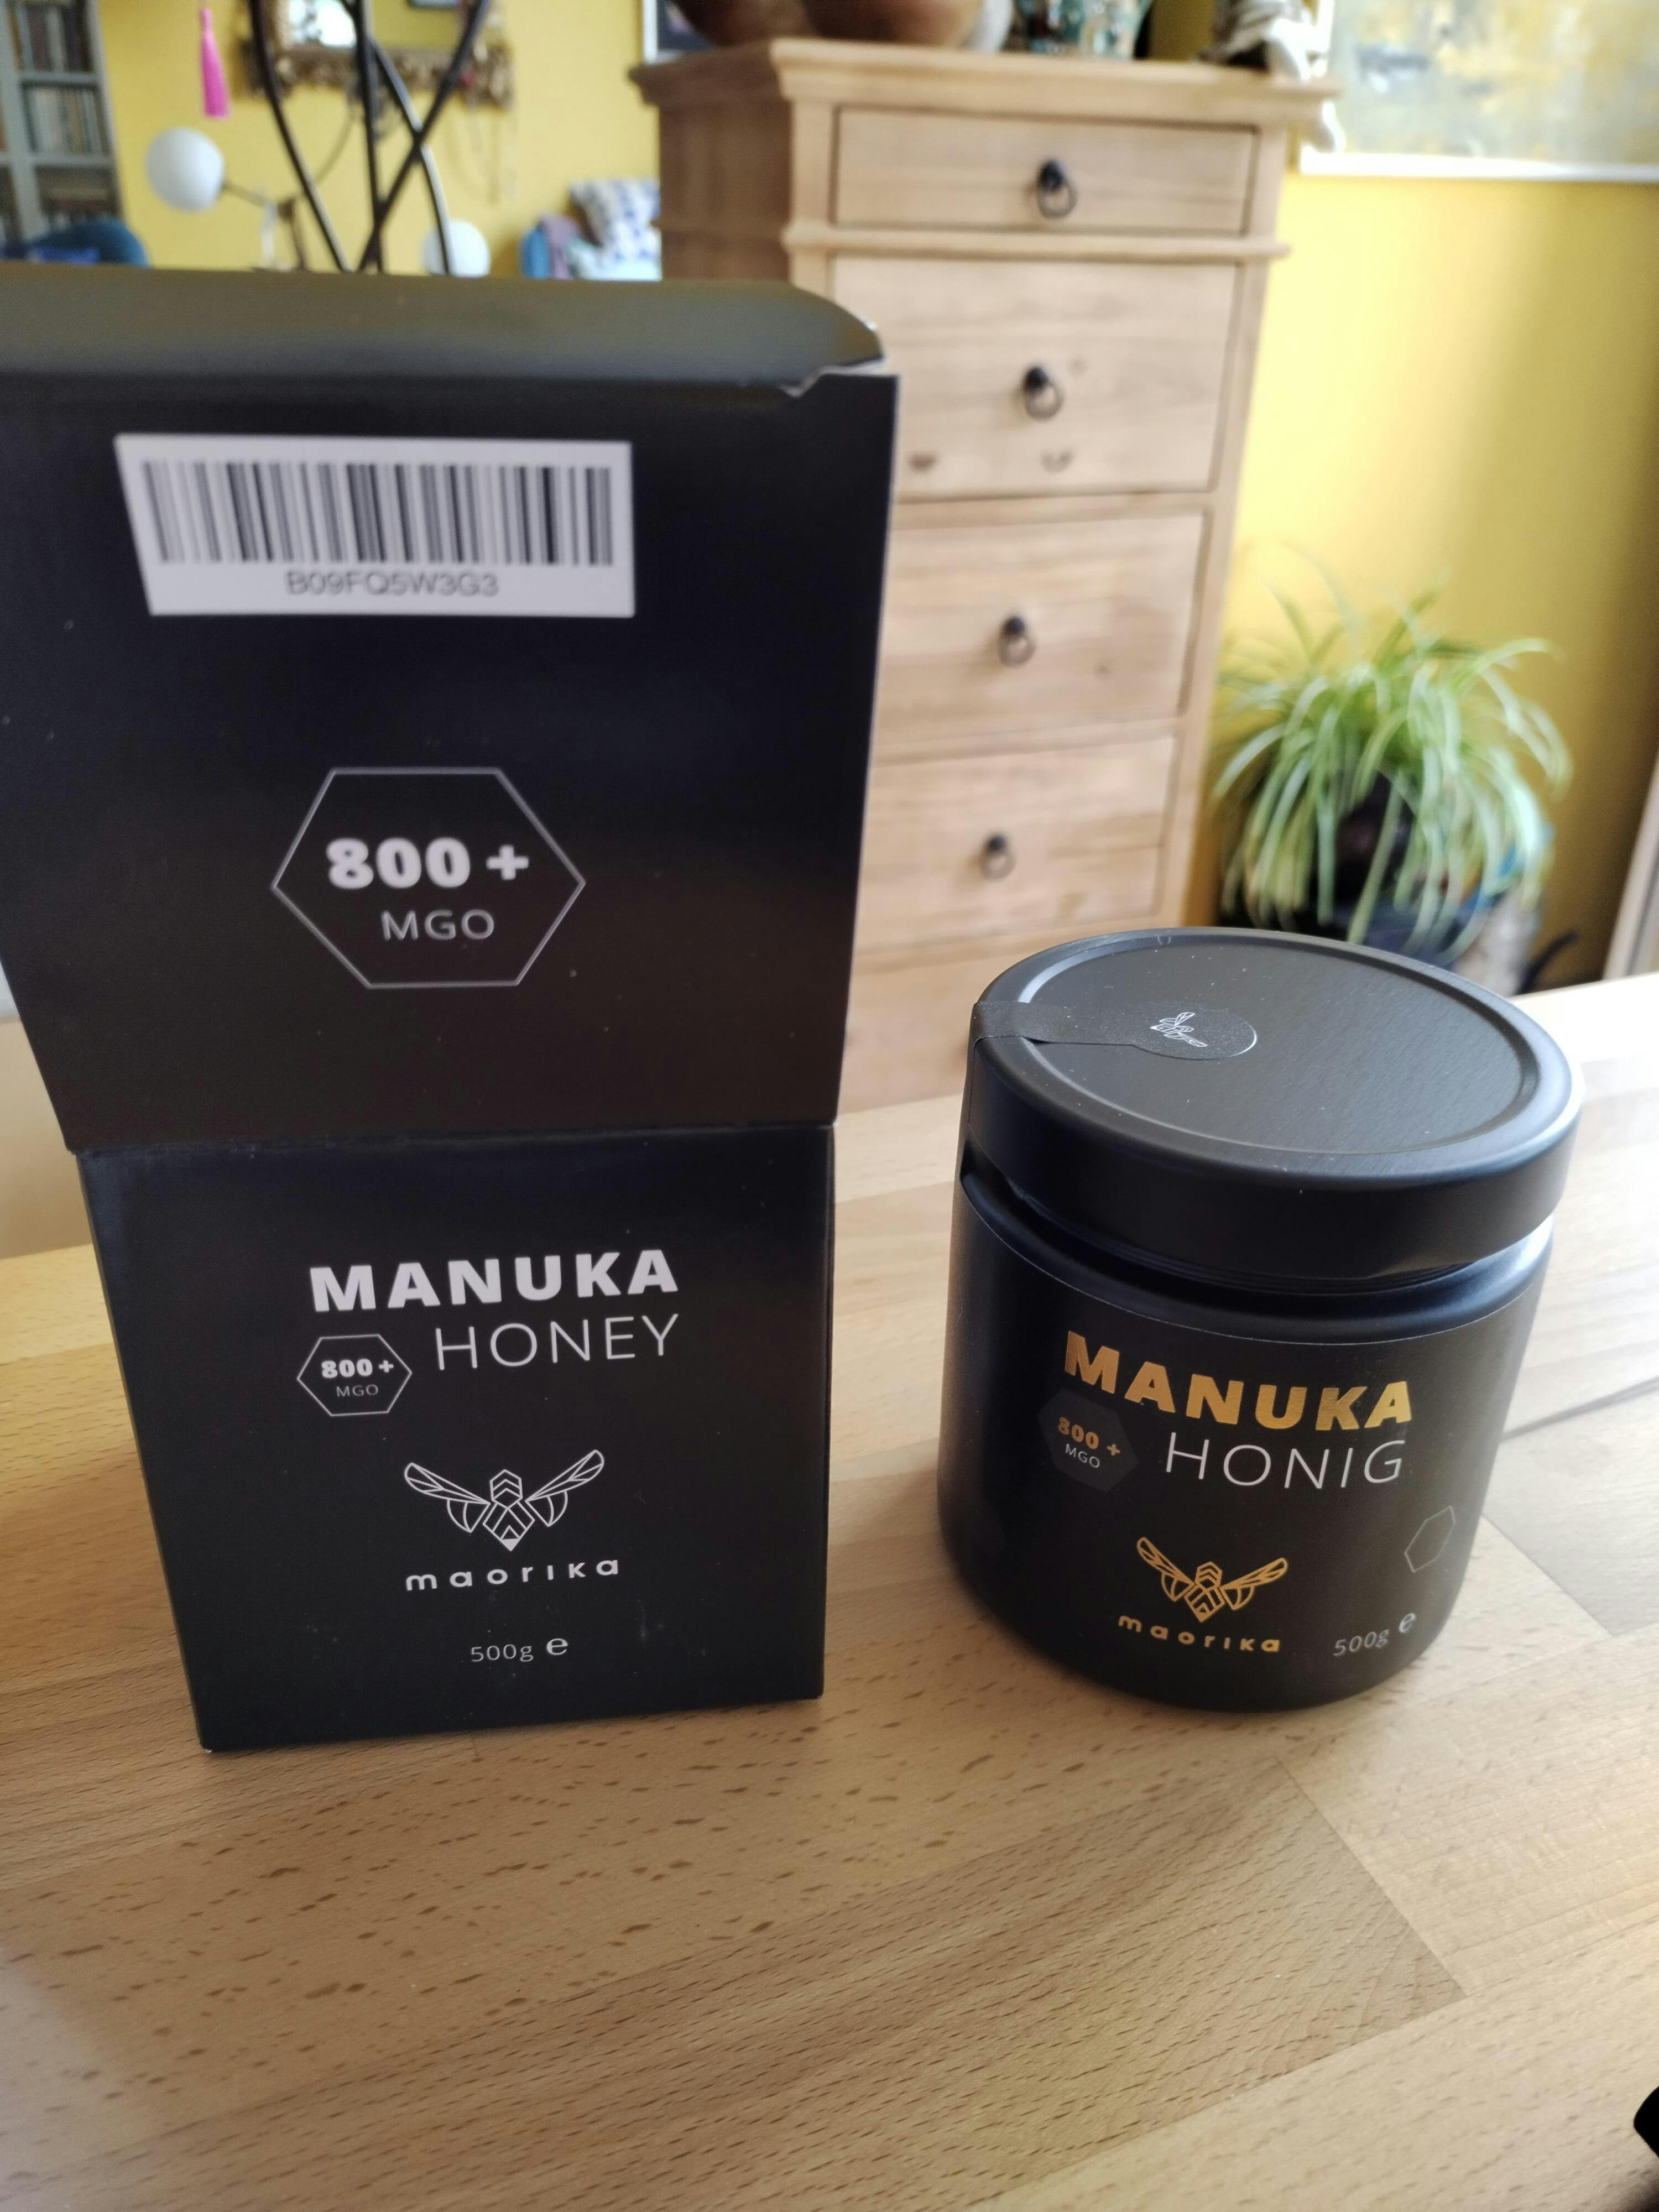 B09FQ5W3G3
800 +
MGO
MANUKA
HONEY
800 +
MGO
maorika
500g e
MANUKA
HONIG
800 +
MGO
maorika
500g e